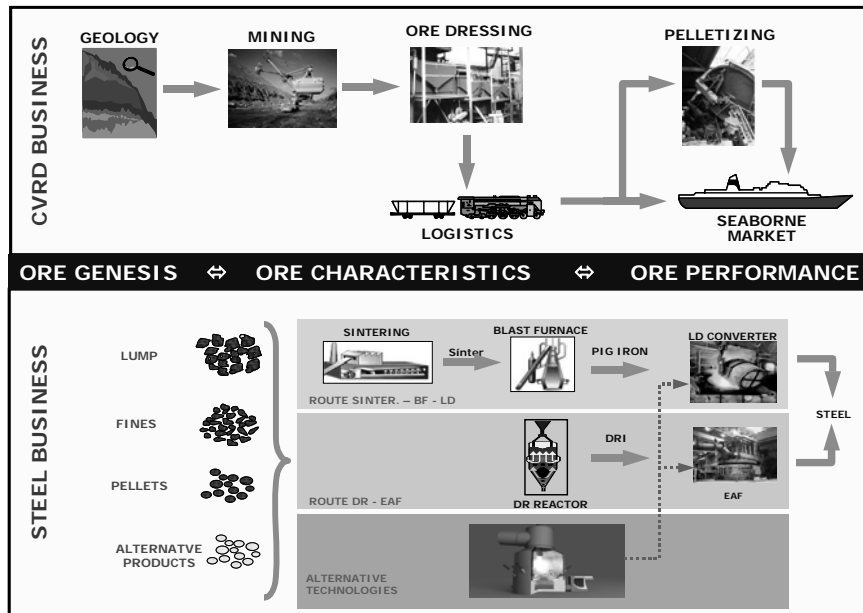 CVRD BUSINESS
GEOLOGY
MINING
ORE DRESSING
PELLETIZING
LOGISTICS
SEABORNE
MARKET
ORE GENESIS ⇔ ORE CHARACTERISTICS ⇔ ORE PERFORMANCE
STEEL BUSINESS
LUMP
FINES
PELLETS
ALTERNATVE
PRODUCTS
SINTERING
Sinter
BLAST FURNACE
PIG IRON
LD CONVERTER
ROUTE SINTER. – BF - LD
STEEL
DRI
DR REACTOR
EAF
ROUTE DR - EAF
ALTERNATIVE
TECHNOLOGIES